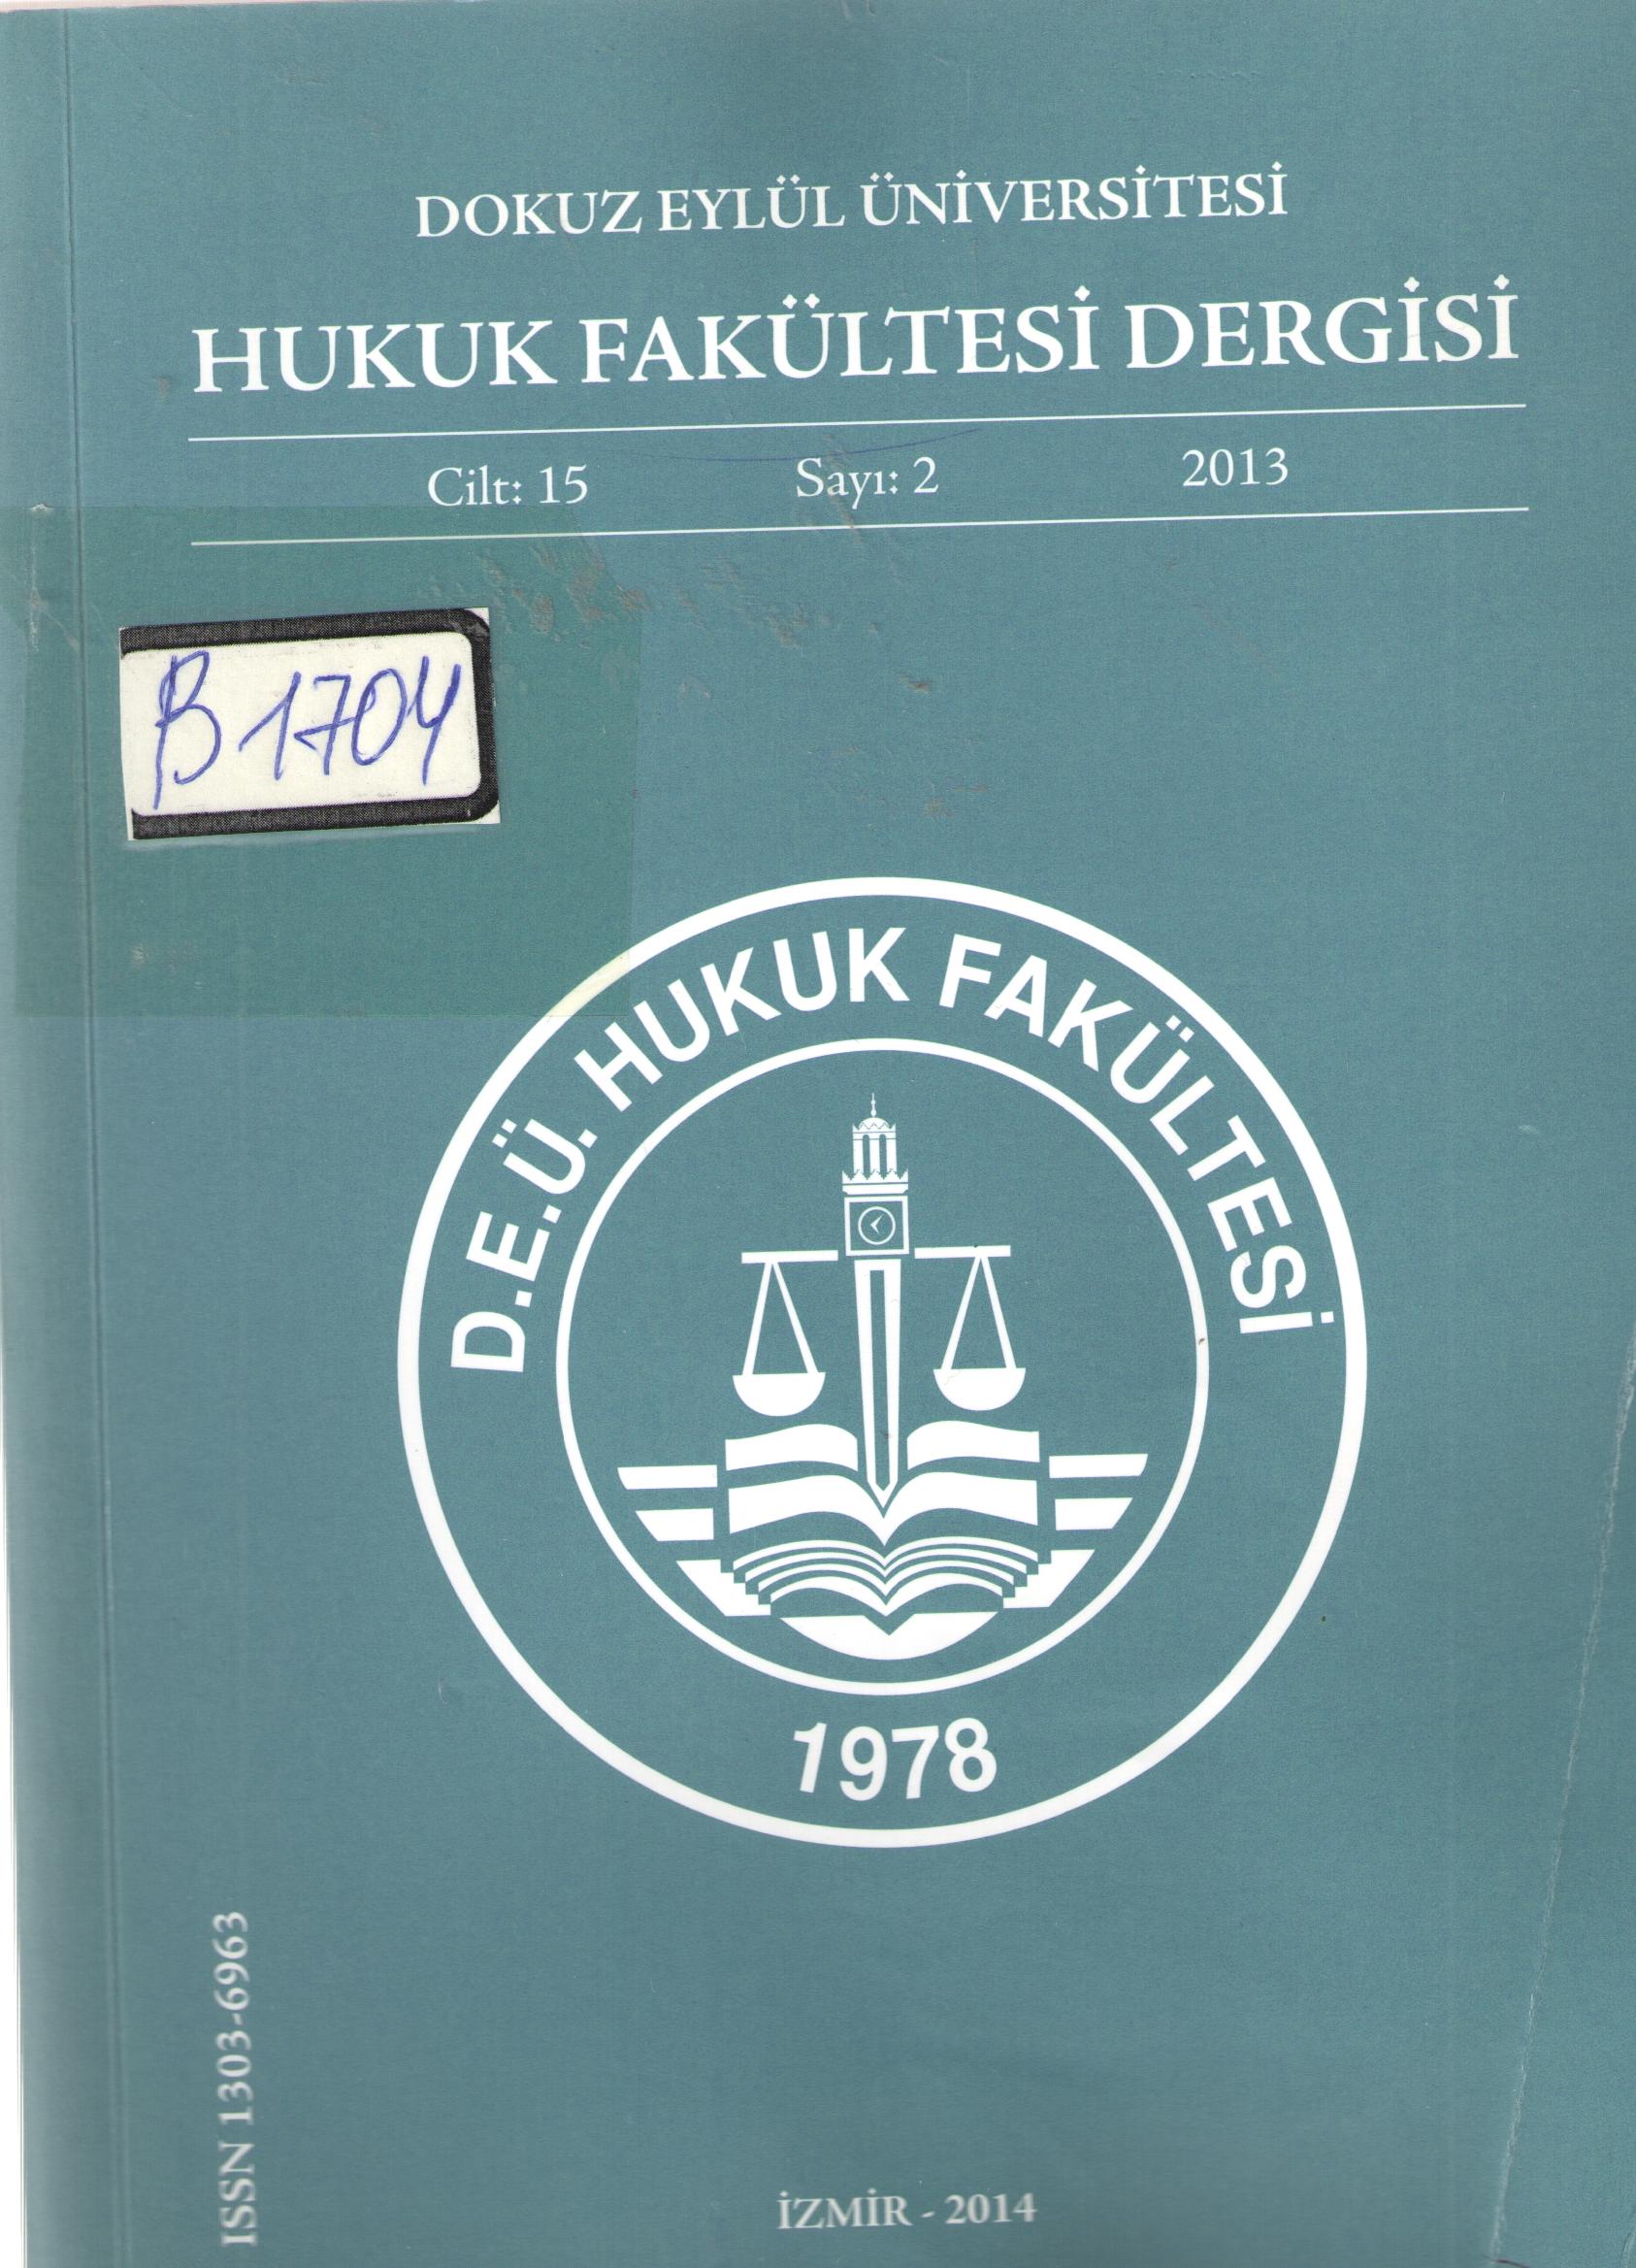 DOKUZ EYLÜL ÜNİVERSİTESİ
HUKUK FAKÜLTESİ DERGİSİ
Cilt: 15 Sayı: 2 2013
B 1704
D.E.Ü. HUKUK FAKÜLTESİ
1978
ISSN 1303-6963
İZMİR - 2014